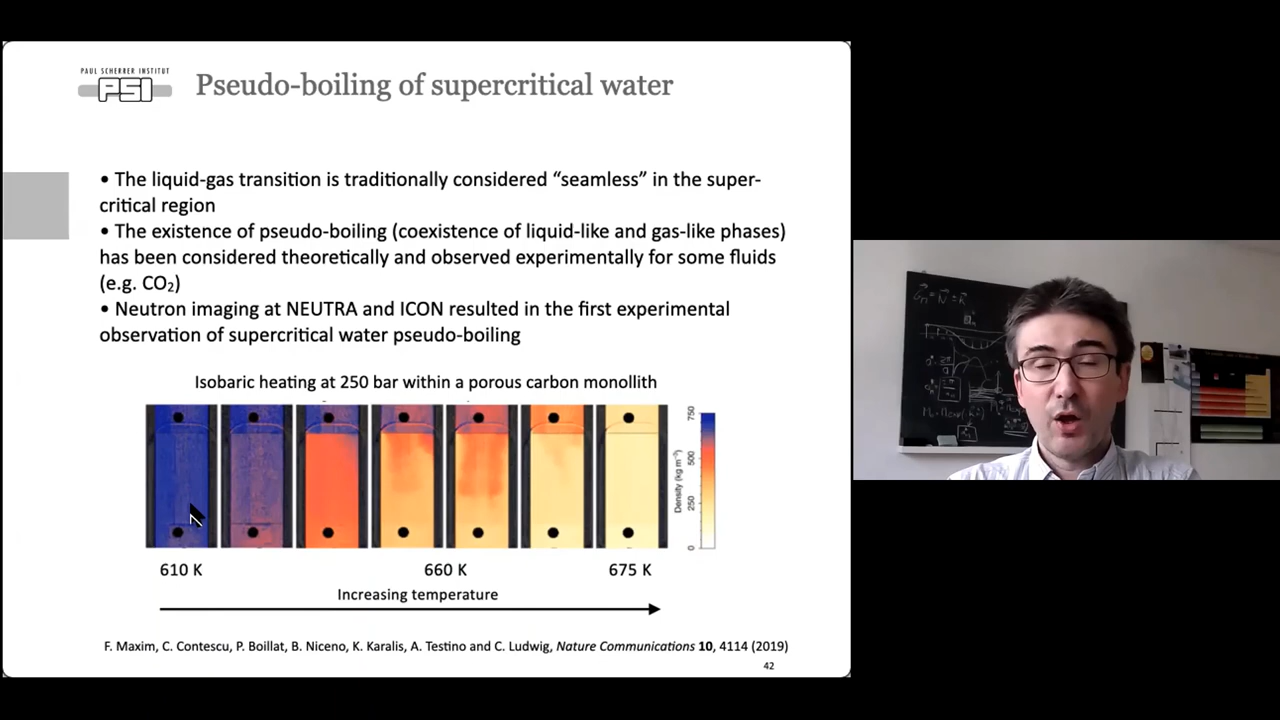 PAUL SCHERRER INSTITUT
PSI
Pseudo-boiling of supercritical water
• The liquid-gas transition is traditionally considered “seamless” in the super-
critical region
• The existence of pseudo-boiling (coexistence of liquid-like and gas-like phases)
has been considered theoretically and observed experimentally for some fluids
(e.g. CO₂)
• Neutron imaging at NEUTRA and ICON resulted in the first experimental
observation of supercritical water pseudo-boiling
Isobaric heating at 250 bar within a porous carbon monollith
750
500
250
0
Density (kg m⁻³)
610 K
660 K
675 K
Increasing temperature
F. Maxim, C. Contescu, P. Boillat, B. Niceno, K. Karalis, A. Testino and C. Ludwig, Nature Communications 10, 4114 (2019)
42